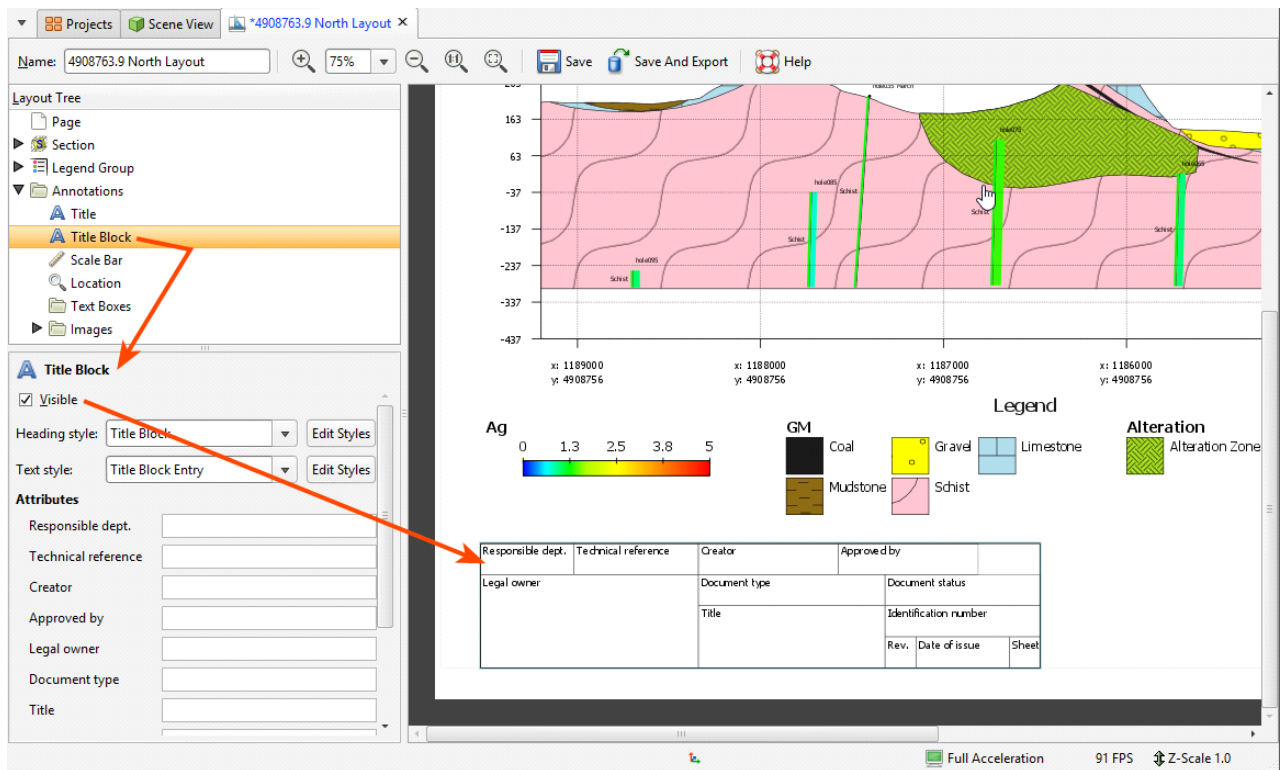 Projects Scene View *4908763.9 North Layout
Name: 4908763.9 North Layout 75% 1:1 Save Save And Export Help
Layout Tree
Page
Section
Legend Group
Annotations
Title
Title Block
Scale Bar
Location
Text Boxes
Images
Title Block
Visible
Heading style: Title Block Edit Styles
Text style: Title Block Entry Edit Styles
Attributes
Responsible dept.
Technical reference
Creator
Approved by
Legal owner
Document type
Title
163
63
-37
-137
-237
-337
-437
hole075
hole085
Schist
Schist
Schist
Schist
hole095
Schist
x: 1189000 x: 1188000 x: 1187000 x: 1186000
y: 4908756 y: 4908756 y: 4908756 y: 4908756
Legend
Ag
0 1.3 2.5 3.8 5
GM
Coal Gravel Limestone
Mudstone Schist
Alteration
Alteration Zone
Responsible dept. Technical reference Creator Approved by
Legal owner Document type Document status
Title Identification number
Rev. Date of issue Sheet
Full Acceleration 91 FPS Z-Scale 1.0